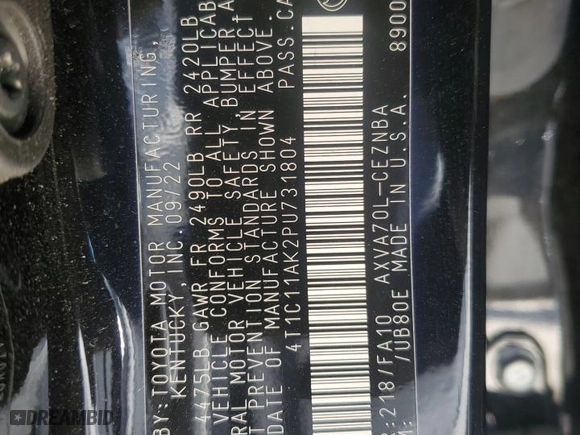 BY: TOYOTA MOTOR MANUFACTURING,
KENTUCKY, INC 09/22
4475LB GAWR FR 2490LB RR 2420LB
VEHICLE CONFORMS TO ALL APPLICAB
RAL MOTOR VEHICLE SAFETY, BUMPER A
T PREVENTION STANDARDS IN EFFECT
DATE OF MANUFACTURE SHOWN ABOVE.
4T1C11AK2PU731804 PASS.CA
:218/FA10 AXVA70L-CEZNBA
/UB80E MADE IN U.S.A. 8900
DREAMBID.COM